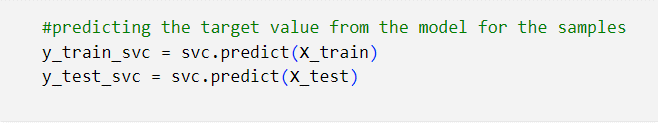 #predicting the target value from the model for the samples
y_train_svc = svc.predict(X_train)
y_test_svc = svc.predict(X_test)